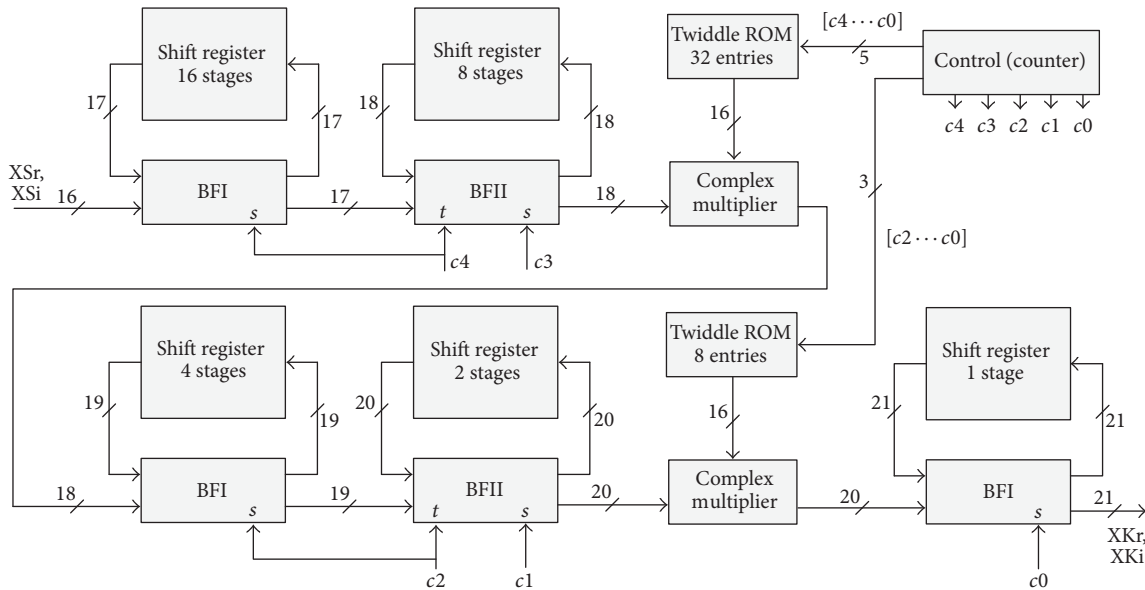 Shift register
16 stages
Shift register
8 stages
Twiddle ROM
32 entries
[c4 · · · c0]
5
Control (counter)
c4 c3 c2 c1 c0
17
17
18
18
16
3
XSr,
XSi
16
BFI
s
17
BFII
t s
18
Complex
multiplier
c4
c3
[c2 · · · c0]
Shift register
4 stages
Shift register
2 stages
Twiddle ROM
8 entries
Shift register
1 stage
19
19
20
20
16
21
21
18
BFI
s
19
BFII
t s
20
Complex
multiplier
20
BFI
s
21
XKr,
XKi
c2
c1
c0